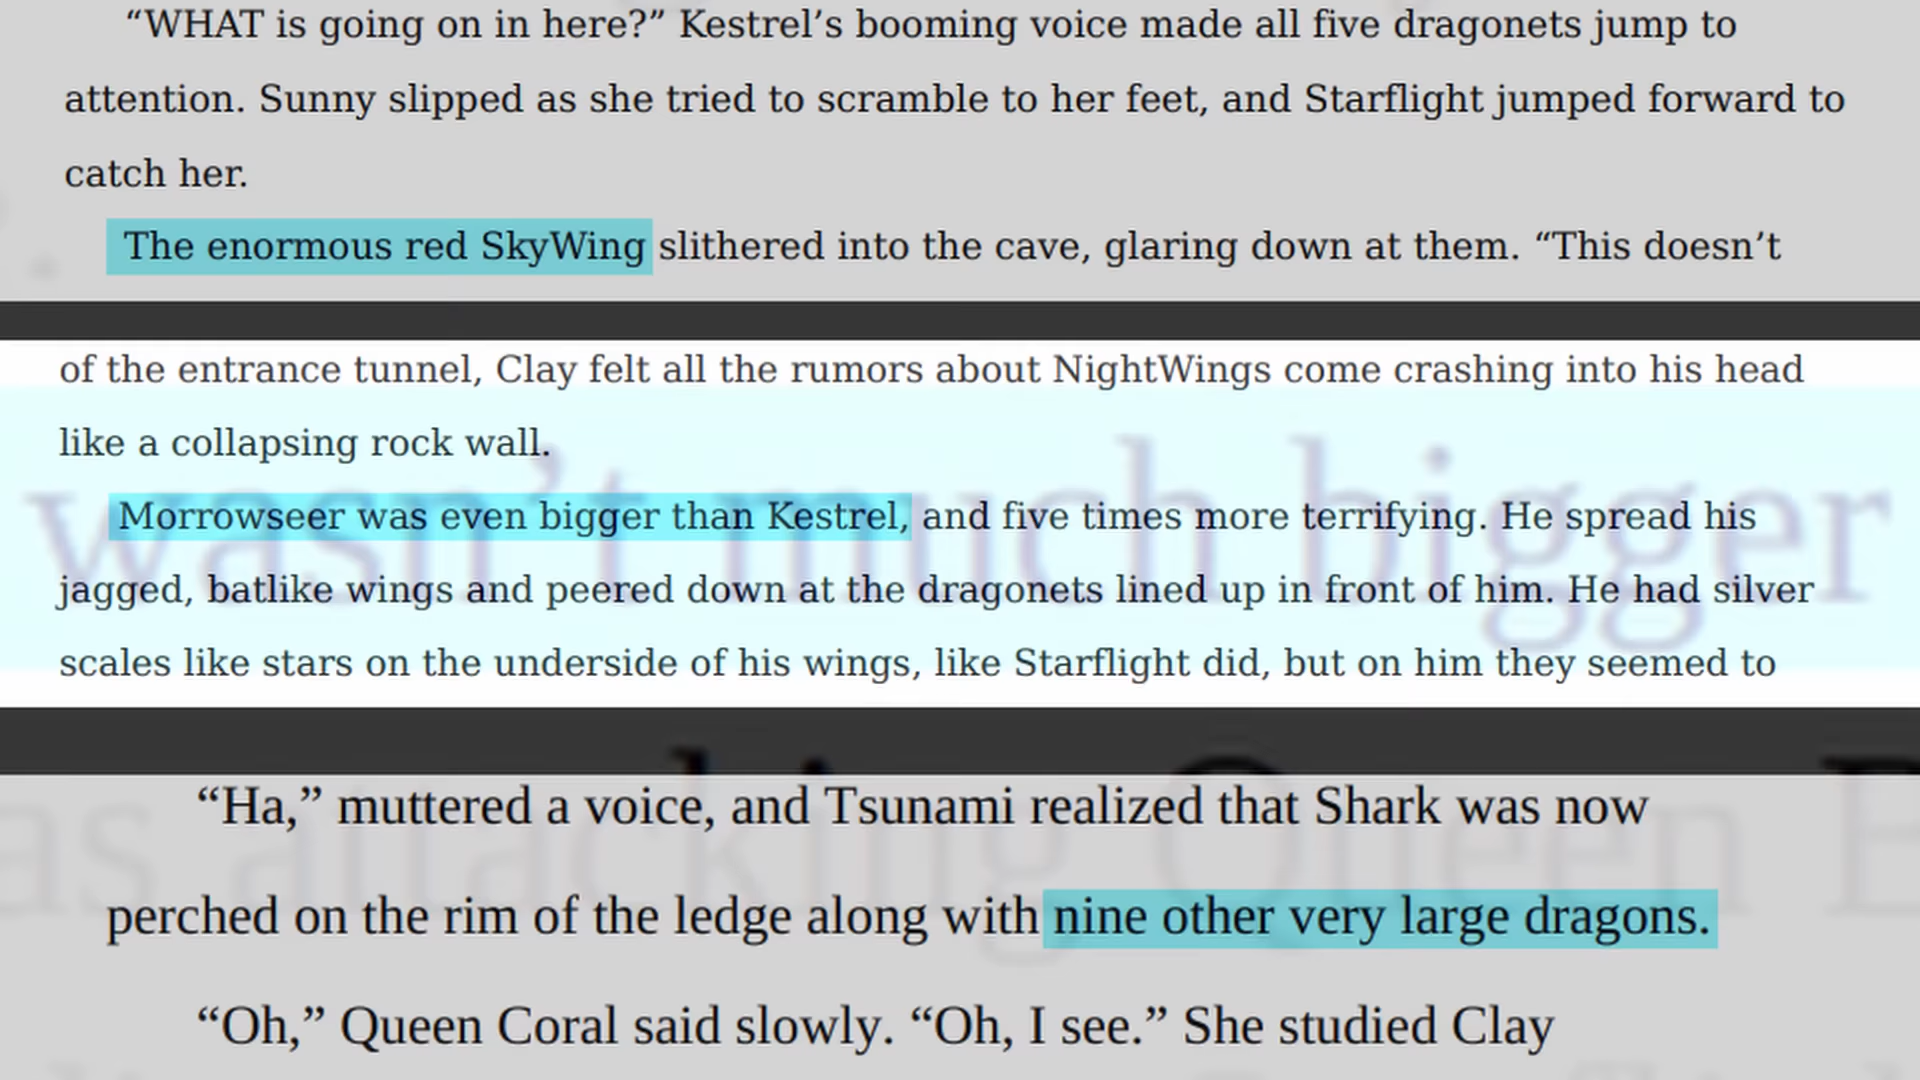 “WHAT is going on in here?” Kestrel’s booming voice made all five dragonets jump to
attention. Sunny slipped as she tried to scramble to her feet, and Starflight jumped forward to
catch her.
The enormous red SkyWing slithered into the cave, glaring down at them. “This doesn’t
of the entrance tunnel, Clay felt all the rumors about NightWings come crashing into his head
like a collapsing rock wall.
wasn’t much bigger
Morrowseer was even bigger than Kestrel, and five times more terrifying. He spread his
jagged, batlike wings and peered down at the dragonets lined up in front of him. He had silver
scales like stars on the underside of his wings, like Starflight did, but on him they seemed to
as attacking Queen
“Ha,” muttered a voice, and Tsunami realized that Shark was now
perched on the rim of the ledge along with nine other very large dragons.
“Oh,” Queen Coral said slowly. “Oh, I see.” She studied Clay